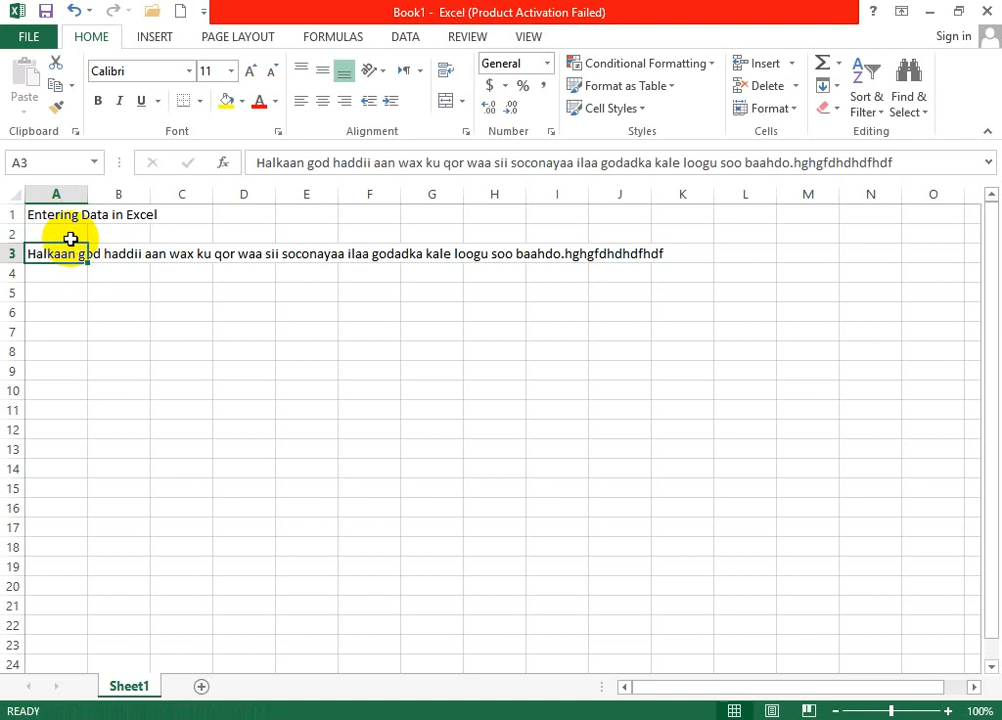 Book1 - Excel (Product Activation Failed)
?
FILE HOME INSERT PAGE LAYOUT FORMULAS DATA REVIEW VIEW Sign in
Calibri 11 General Conditional Formatting Insert
Paste B I U A $ % , Format as Table Delete Sort & Find &
Cell Styles Format Filter Select
Clipboard Font Alignment Number Styles Cells Editing
A3 fx Halkaan god haddii aan wax ku qor waa sii soconayaa ilaa godadka kale loogu soo baahdo.hghgfdhdhdfhdf
A B C D E F G H I J K L M N O
1 Entering Data in Excel
2
3 Halkaan god haddii aan wax ku qor waa sii soconayaa ilaa godadka kale loogu soo baahdo.hghgfdhdhdfhdf
4
5
6
7
8
9
10
11
12
13
14
15
16
17
18
19
20
21
22
23
24
Sheet1
READY 100%